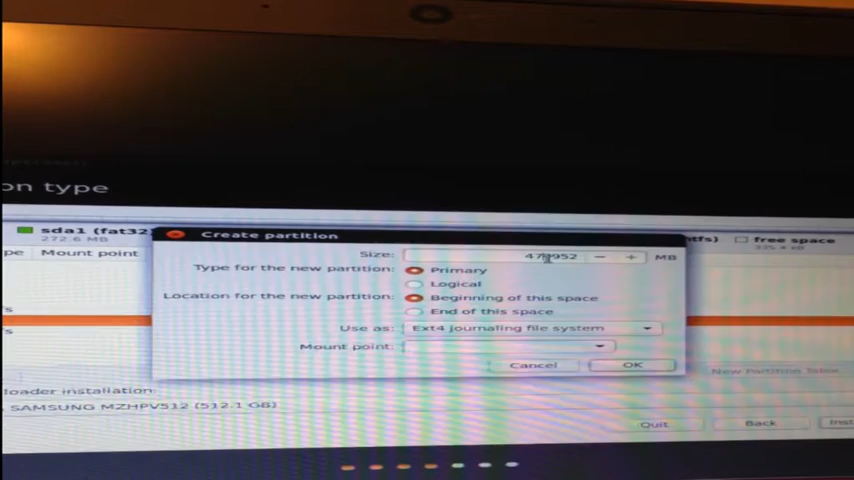 on type
sda1 (fat32
272.6 MB
tfs)
free space
Create partition
pe Mount point
Size: 479952 MB
Type for the new partition: Primary
Logical
Location for the new partition: Beginning of this space
End of this space
Use as: Ext4 journaling file system
Mount point:
Cancel OK
New Partition Table
loader installation:
SAMSUNG MZHPV512 (512.1 GB)
Quit Back Inst